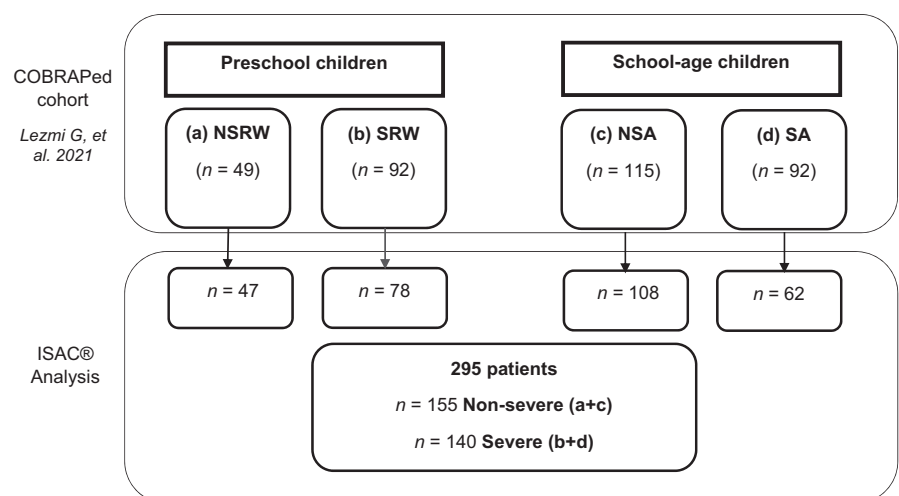 COBRAPed
cohort
Lezmi G, et
al. 2021
Preschool children
School-age children
(a) NSRW
(n = 49)
(b) SRW
(n = 92)
(c) NSA
(n = 115)
(d) SA
(n = 92)
ISAC®
Analysis
n = 47
n = 78
n = 108
n = 62
295 patients
n = 155 Non-severe (a+c)
n = 140 Severe (b+d)